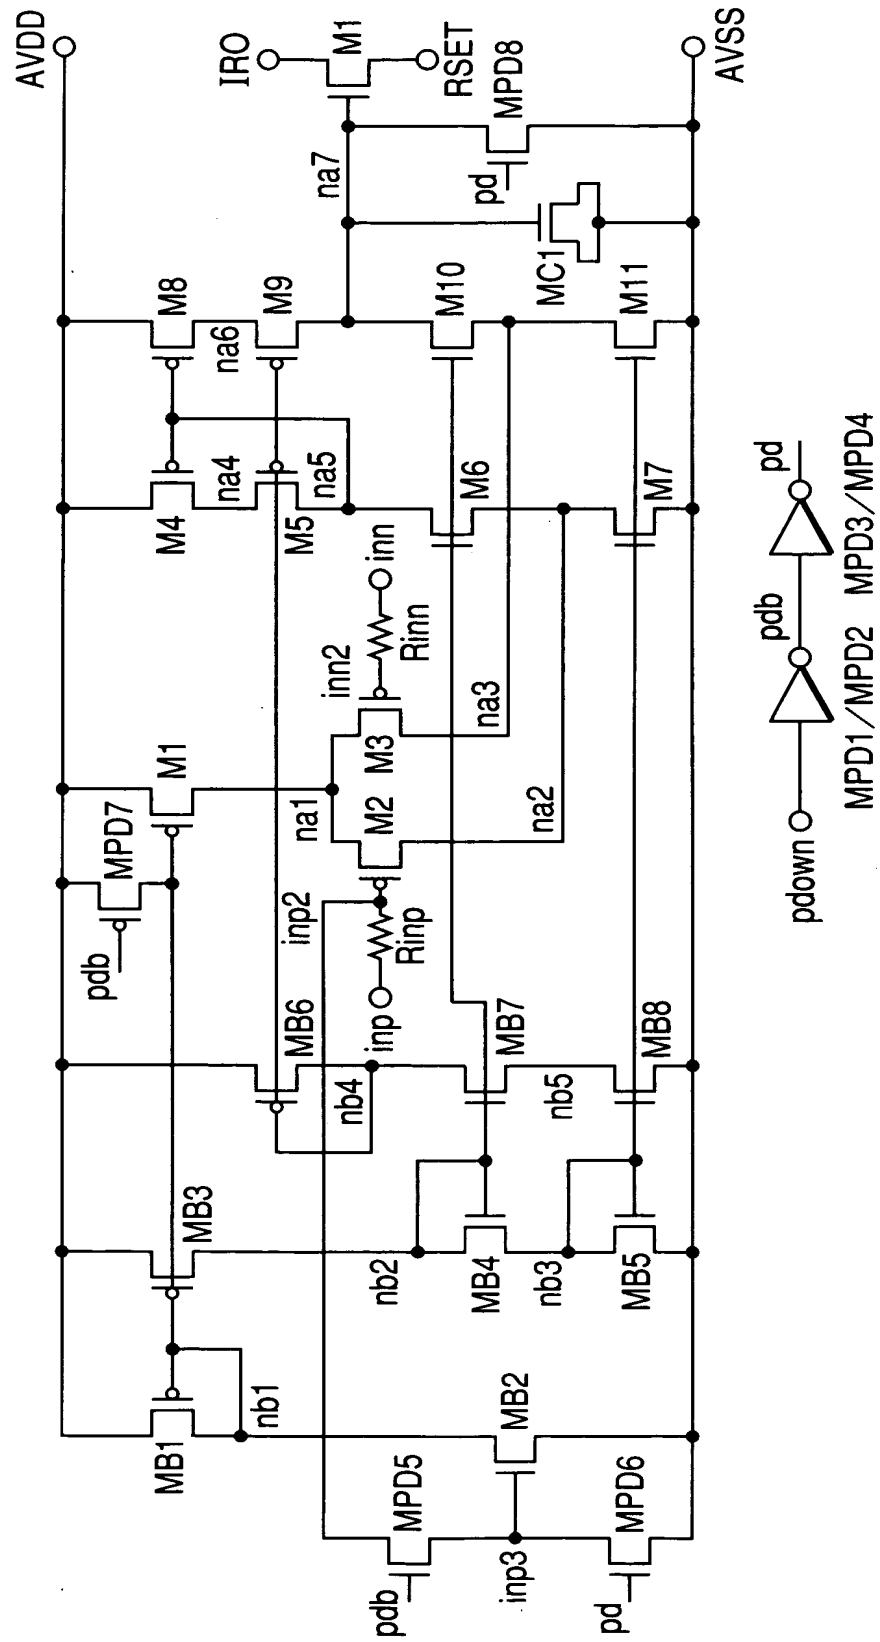 AVDD
IRO
M1
RSET
AVSS
MPD8
pd
na7
MC1
M8
na6
M9
M10
M11
M4
na4
M5
na5
M6
M7
inn
Rinn
inn2
M3
na3
M1
na1
MPD7
pdb
M2
na2
inp2
Rinp
inp
MB6
nb4
MB7
nb5
MB8
MB3
nb2
MB4
nb3
MB5
MB1
nb1
MB2
MPD5
pdb
inp3
MPD6
pd
pdown
pdb
pd
MPD1/MPD2
MPD3/MPD4